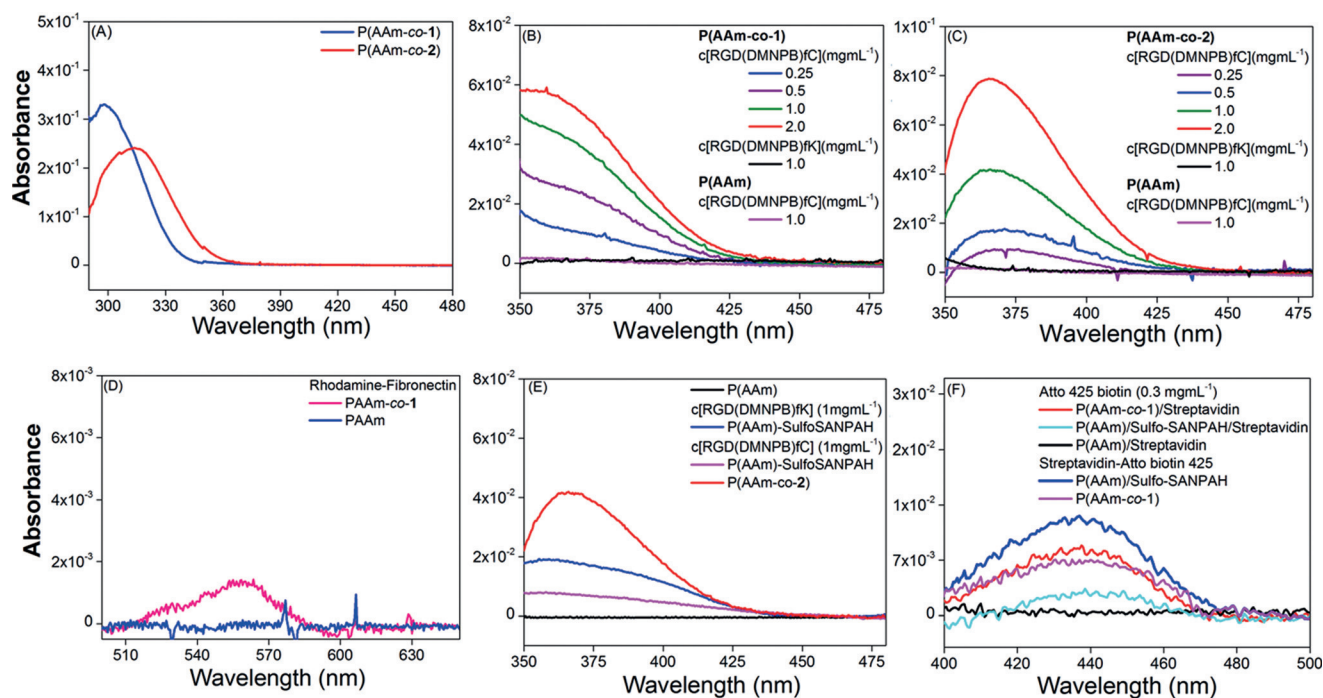 (A)
P(AAm-co-1)
P(AAm-co-2)
5x10⁻¹
4x10⁻¹
3x10⁻¹
2x10⁻¹
1x10⁻¹
0
Absorbance
300 330 360 390 420 450 480
Wavelength (nm)
(B)
P(AAm-co-1)
c[RGD(DMNPB)fC](mgmL⁻¹)
0.25
0.5
1.0
2.0
c[RGD(DMNPB)fK](mgmL⁻¹)
1.0
P(AAm)
c[RGD(DMNPB)fC](mgmL⁻¹)
1.0
8x10⁻²
6x10⁻²
4x10⁻²
2x10⁻²
0
350 375 400 425 450 475
Wavelength (nm)
(C)
P(AAm-co-2)
c[RGD(DMNPB)fC](mgmL⁻¹)
0.25
0.5
1.0
2.0
c[RGD(DMNPB)fK](mgmL⁻¹)
1.0
P(AAm)
c[RGD(DMNPB)fC](mgmL⁻¹)
1.0
1x10⁻¹
8x10⁻²
6x10⁻²
4x10⁻²
2x10⁻²
0
350 375 400 425 450 475
Wavelength (nm)
(D)
Rhodamine-Fibronectin
PAAm-co-1
PAAm
8x10⁻³
6x10⁻³
4x10⁻³
2x10⁻³
0
Absorbance
510 540 570 600 630
Wavelength (nm)
(E)
P(AAm)
c[RGD(DMNPB)fK] (1mgmL⁻¹)
P(AAm)-SulfoSANPAH
c[RGD(DMNPB)fC] (1mgmL⁻¹)
P(AAm)-SulfoSANPAH
P(AAm-co-2)
8x10⁻²
6x10⁻²
4x10⁻²
2x10⁻²
0
350 375 400 425 450 475
Wavelength (nm)
(F)
Atto 425 biotin (0.3 mgmL⁻¹)
P(AAm-co-1)/Streptavidin
P(AAm)/Sulfo-SANPAH/Streptavidin
P(AAm)/Streptavidin
Streptavidin-Atto biotin 425
P(AAm)/Sulfo-SANPAH
P(AAm-co-1)
3x10⁻²
2x10⁻²
1x10⁻²
7x10⁻³
0
400 420 440 460 480 500
Wavelength (nm)